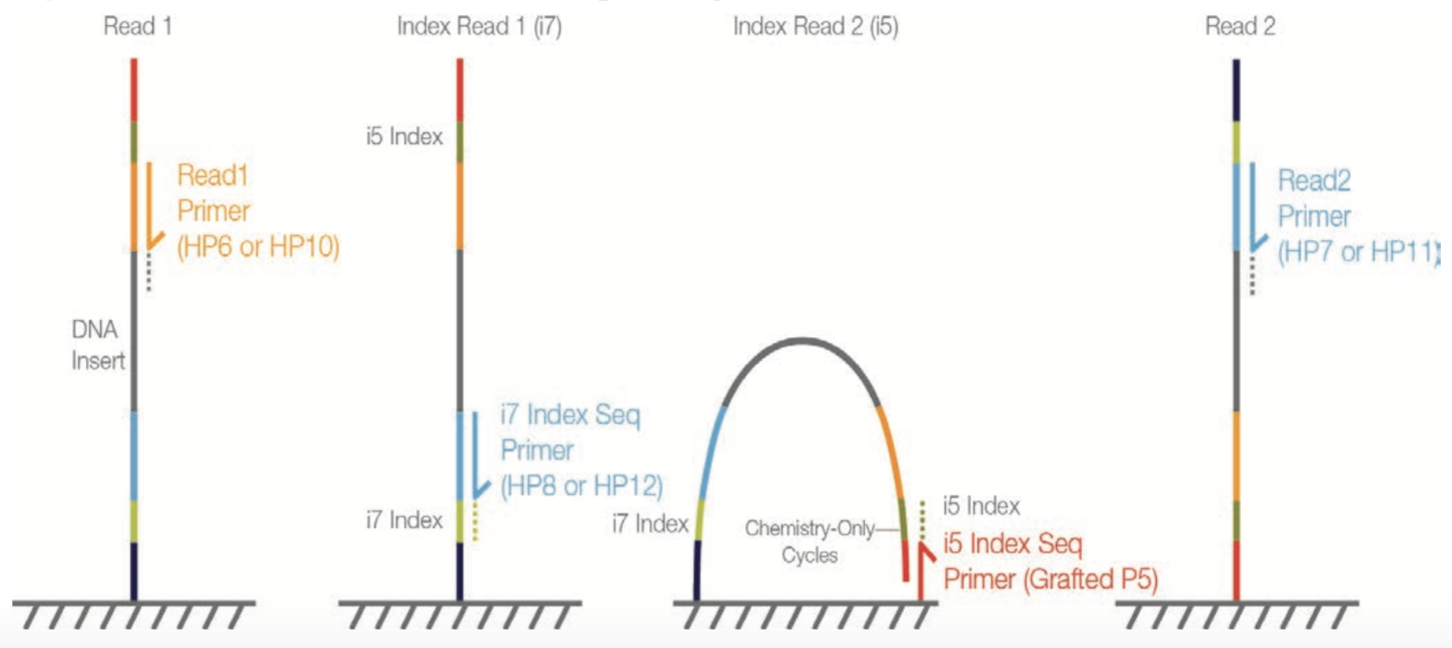 Read 1
Index Read 1 (i7)
Index Read 2 (i5)
Read 2
i5 Index
Read1
Primer
(HP6 or HP10)
Read2
Primer
(HP7 or HP11)
DNA
Insert
i7 Index Seq
Primer
(HP8 or HP12)
i7 Index
i7 Index
Chemistry-Only
Cycles
i5 Index
i5 Index Seq
Primer (Grafted P5)